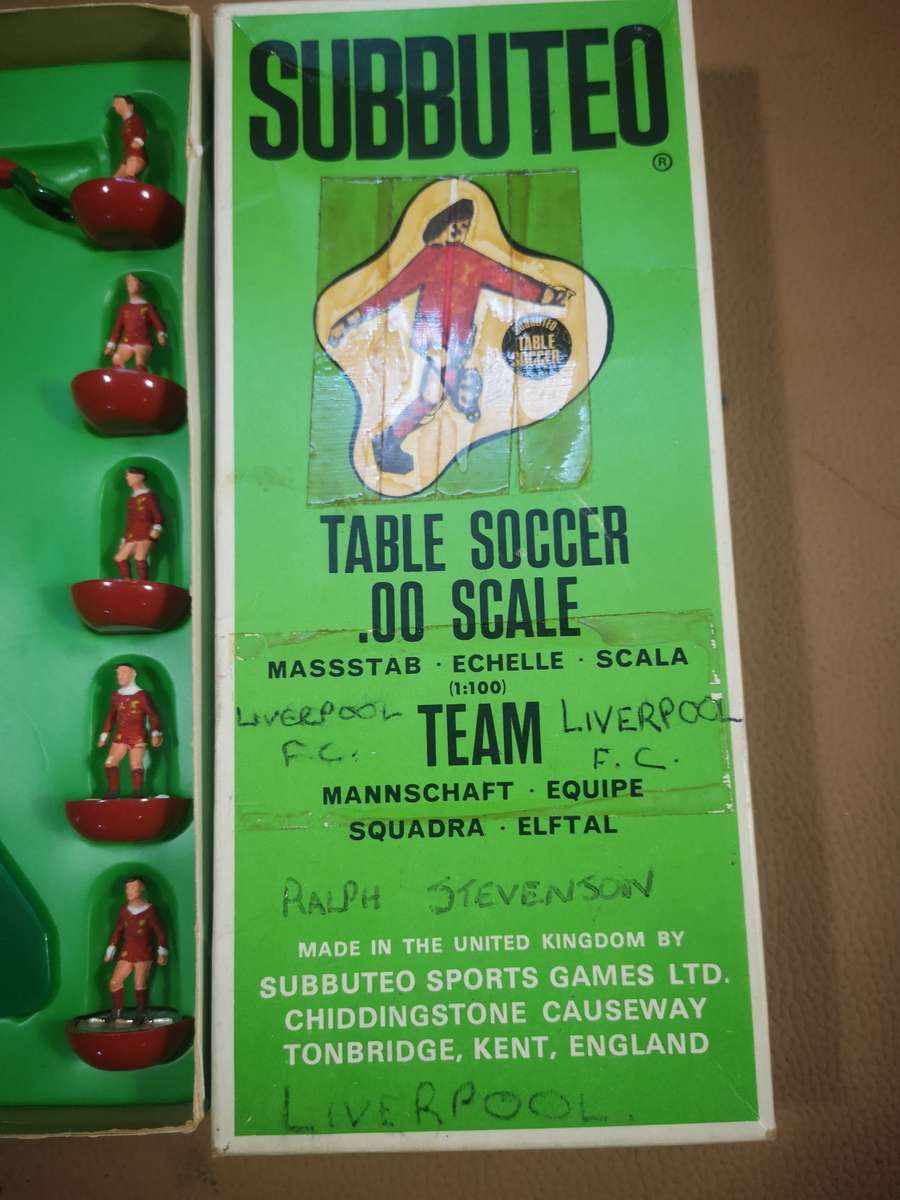 SUBBUTEO
®
SUBBUTEO
TABLE
SOCCER
TABLE SOCCER
.00 SCALE
MASSSTAB · ECHELLE · SCALA
(1:100)
LIVERPOOL TEAM LIVERPOOL
F.C. F.C.
MANNSCHAFT · EQUIPE
SQUADRA · ELFTAL
RALPH STEVENSON
MADE IN THE UNITED KINGDOM BY
SUBBUTEO SPORTS GAMES LTD.
CHIDDINGSTONE CAUSEWAY
TONBRIDGE, KENT, ENGLAND
LIVERPOOL.